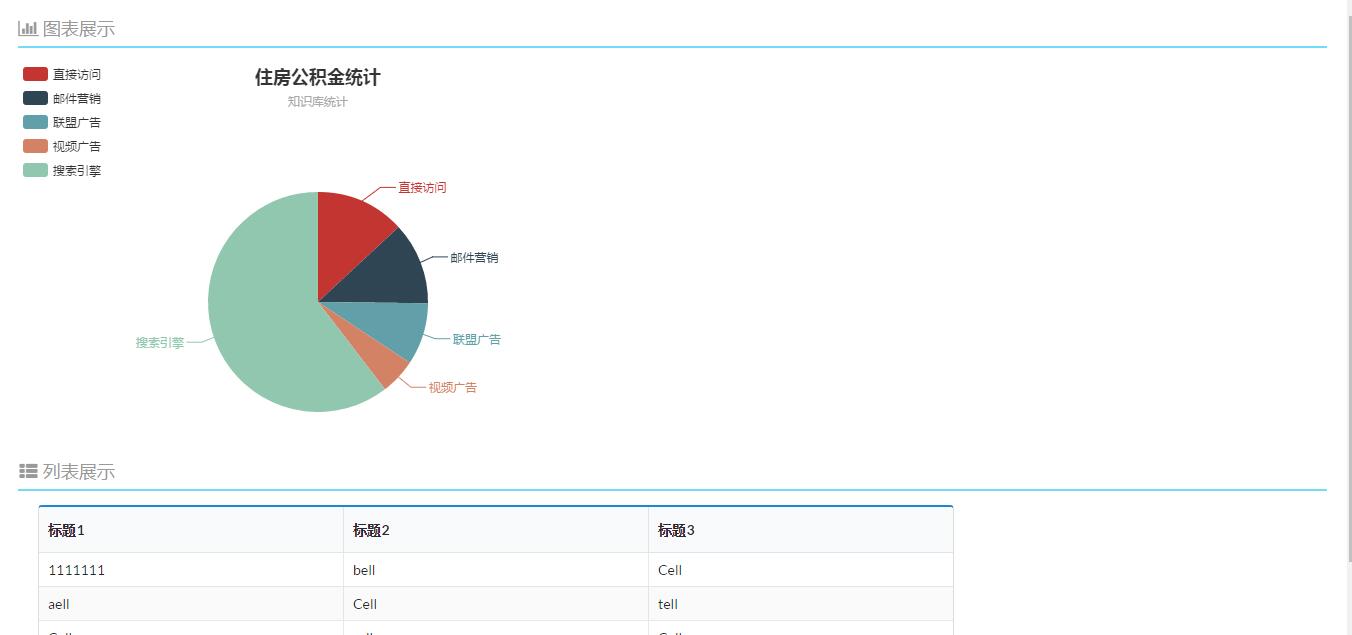 图表展示
直接访问
邮件营销
联盟广告
视频广告
搜索引擎
住房公积金统计
知识库统计
直接访问
邮件营销
联盟广告
视频广告
搜索引擎
列表展示
标题1 标题2 标题3
1111111 bell Cell
aell Cell tell